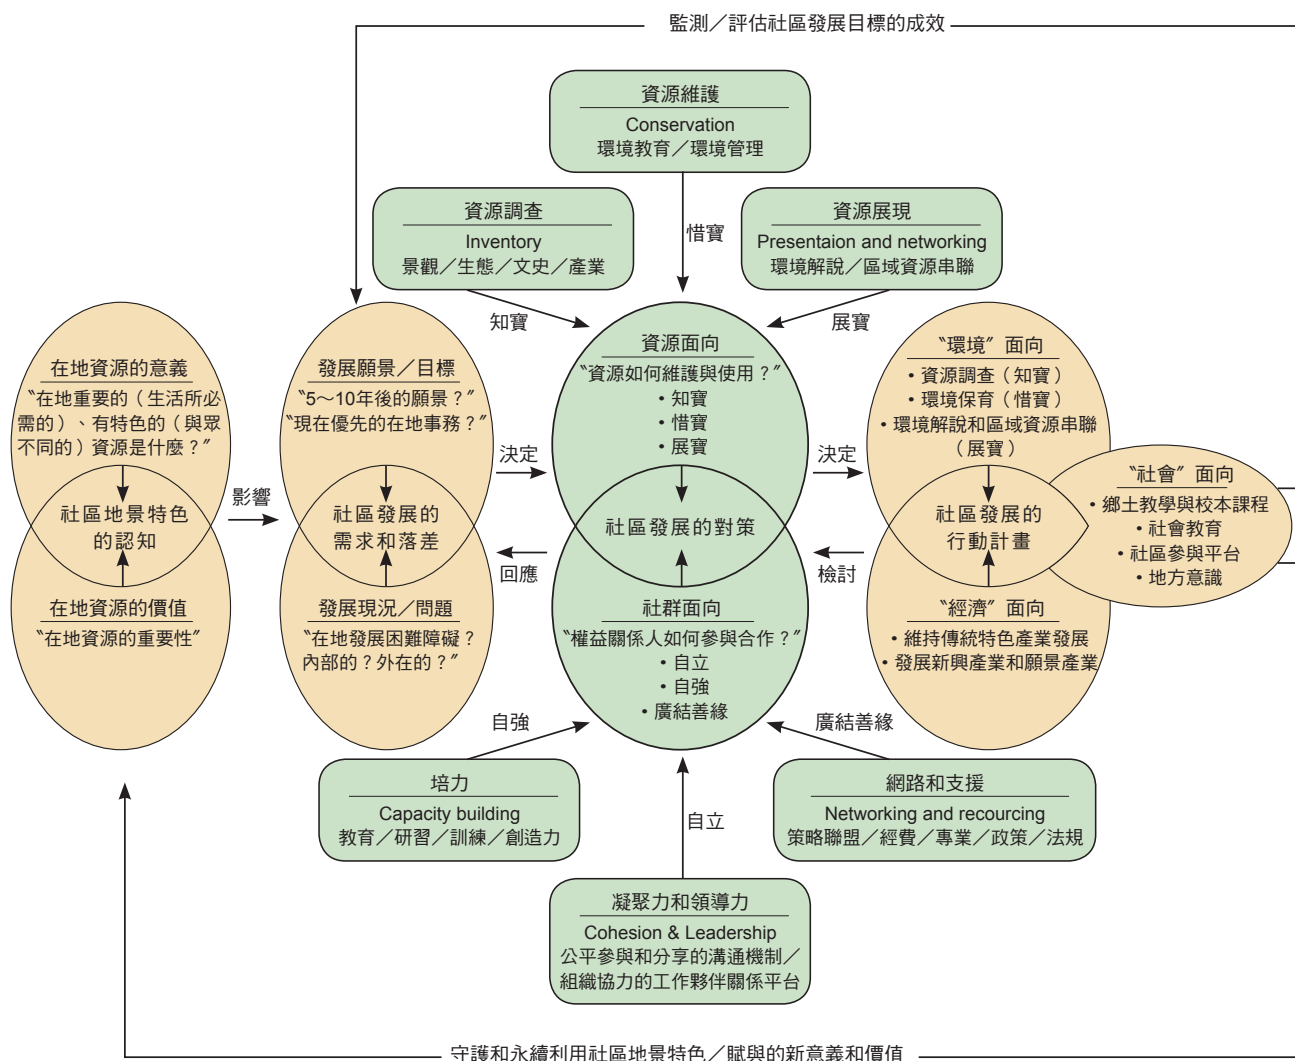 監測／評估社區發展目標的成效
資源維護
Conservation
環境教育／環境管理
資源調查
Inventory
景觀／生態／文史／產業
資源展現
Presentaion and networking
環境解說／區域資源串聯
惜寶
知寶
展寶
在地資源的意義
“在地重要的（生活所必
需的）、有特色的（與眾
不同的）資源是什麼？”
社區地景特色
的認知
在地資源的價值
“在地資源的重要性”
影響
發展願景／目標
“5～10年後的願景？”
“現在優先的在地事務？”
社區發展的
需求和落差
發展現況／問題
“在地發展困難障礙？
內部的？外在的？”
決定
回應
資源面向
“資源如何維護與使用？”
• 知寶
• 惜寶
• 展寶
社區發展的對策
社群面向
“權益關係人如何參與合作？”
• 自立
• 自強
• 廣結善緣
決定
檢討
“環境” 面向
• 資源調查（知寶）
• 環境保育（惜寶）
• 環境解說和區域資源串聯
（展寶）
社區發展的
行動計畫
“經濟” 面向
• 維持傳統特色產業發展
• 發展新興產業和願景產業
“社會” 面向
• 鄉土教學與校本課程
• 社會教育
• 社區參與平台
• 地方意識
自強
廣結善緣
自立
培力
Capacity building
教育／研習／訓練／創造力
網路和支援
Networking and recourcing
策略聯盟／經費／專業／政策／法規
凝聚力和領導力
Cohesion & Leadership
公平參與和分享的溝通機制／
組織協力的工作夥伴關係平台
守護和永續利用社區地景特色／賦與的新意義和價值